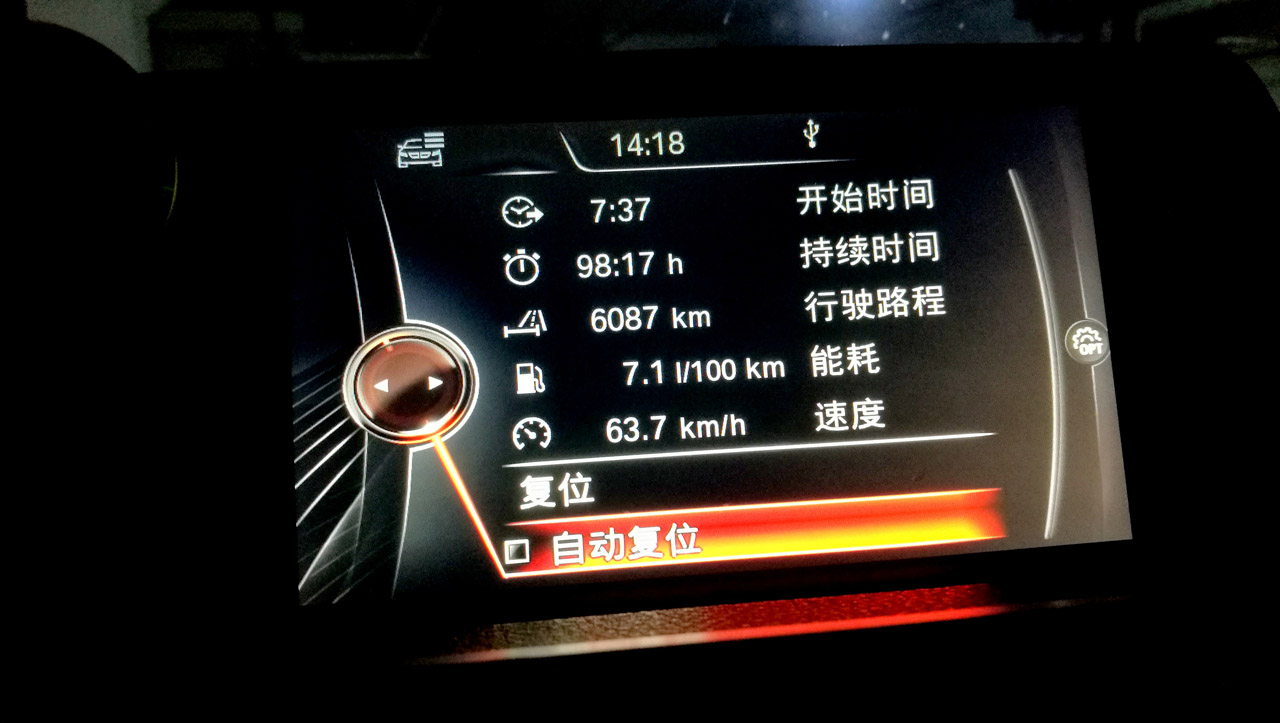 14:18
7:37 开始时间
98:17 h 持续时间
6087 km 行驶路程
7.1 l/100 km 能耗
63.7 km/h 速度
OPT
复位
自动复位